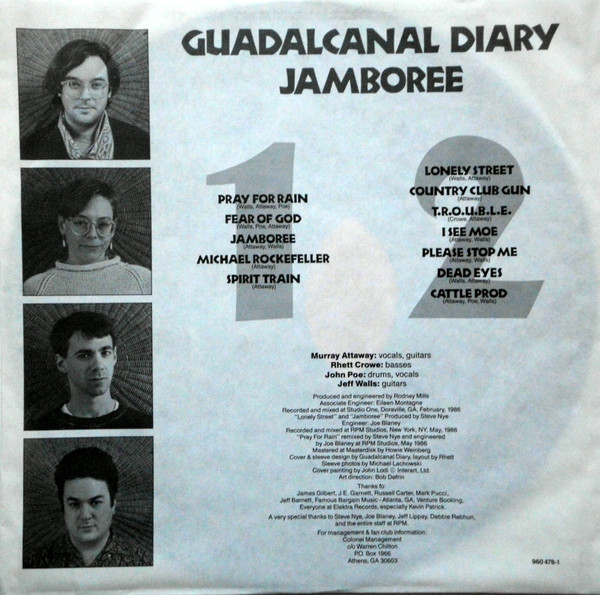 GUADALCANAL DIARY
JAMBOREE
1
PRAY FOR RAIN
(Walls, Attaway, Poe)
FEAR OF GOD
(Walls, Poe, Attaway)
JAMBOREE
(Attaway, Walls)
MICHAEL ROCKEFELLER
(Attaway)
SPIRIT TRAIN
(Attaway)
2
LONELY STREET
(Walls, Attaway)
COUNTRY CLUB GUN
(Attaway)
T.R.O.U.B.L.E.
(Crowe, Attaway)
I SEE MOE
(Attaway, Walls)
PLEASE STOP ME
(Attaway, Walls)
DEAD EYES
(Walls, Attaway)
CATTLE PROD
(Attaway, Poe, Walls)
Murray Attaway: vocals, guitars
Rhett Crowe: basses
John Poe: drums, vocals
Jeff Walls: guitars
Produced and engineered by Rodney Mills
Associate Engineer: Eileen Montagne
Recorded and mixed at Studio One, Doraville, GA, February, 1986
"Lonely Street" and "Jamboree" Produced by Steve Nye
Engineer: Joe Blaney
Recorded and mixed at RPM Studios, New York, NY, May, 1986
"Pray For Rain" remixed by Steve Nye and engineered
by Joe Blaney at RPM Studios, May 1986
Mastered at Masterdisk by Howie Weinberg
Cover & sleeve design by Guadalcanal Diary, layout by Rhett
Sleeve photos by Michael Lachowski
Cover painting by John Lodi © Interart, Ltd.
Art direction: Bob Defrin
Thanks to:
James Gilbert, J.E. Garnett, Russell Carter, Mark Pucci,
Jeff Barnett, Famous Bargain Music - Atlanta, GA, Venture Booking,
Everyone at Elektra Records, especially Kevin Patrick.
A very special thanks to Steve Nye, Joe Blaney, Jeff Lippay, Debbie Rebhun,
and the entire staff at RPM.
For management & fan club information:
Colonel Management
c/o Warren Chilton
P.O. Box 1966
Athens, GA 30603
960 478-1